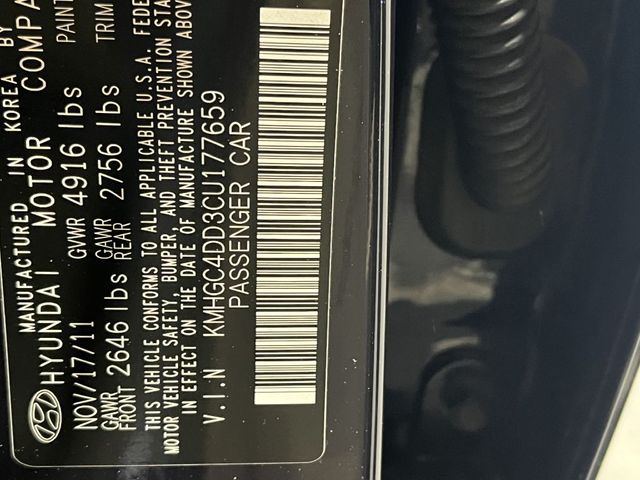 MANUFACTURED IN KOREA BY
HYUNDAI MOTOR COMPA
NOV/17/11 GVWR 4916 lbs PAIN
GAWR FRONT 2646 lbs GAWR REAR 2756 lbs TRIM
THIS VEHICLE CONFORMS TO ALL APPLICABLE U.S.A. FEDE
MOTOR VEHICLE SAFETY, BUMPER, AND THEFT PREVENTION STA
IN EFFECT ON THE DATE OF MANUFACTURE SHOWN ABOV
V.I.N KMHGC4DD3CU177659
PASSENGER CAR